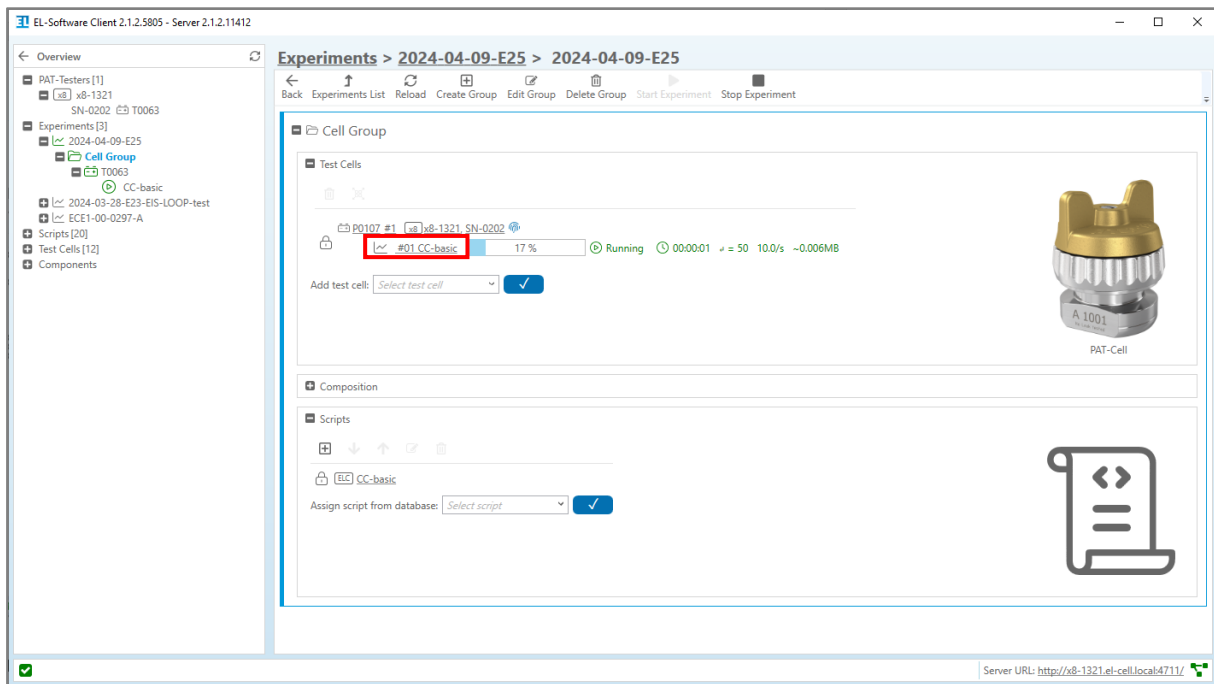 EL-Software Client 2.1.2.5805 - Server 2.1.2.11412
Overview
PAT-Testers [1]
x8 x8-1321
SN-0202 T0063
Experiments [3]
2024-04-09-E25
Cell Group
T0063
CC-basic
2024-03-28-E23-EIS-LOOP-test
ECE1-00-0297-A
Scripts [20]
Test Cells [12]
Components
Experiments > 2024-04-09-E25 > 2024-04-09-E25
Back Experiments List Reload Create Group Edit Group Delete Group Start Experiment Stop Experiment
Cell Group
Test Cells
P0107 #1 x8 x8-1321, SN-0202
#01 CC-basic 17 % Running 00:00:01 = 50 10.0/s ~0.006MB
Add test cell: Select test cell
A 1001
PAT-Cell
Composition
Scripts
ELC CC-basic
Assign script from database: Select script
Server URL: http://x8-1321.el-cell.local:4711/